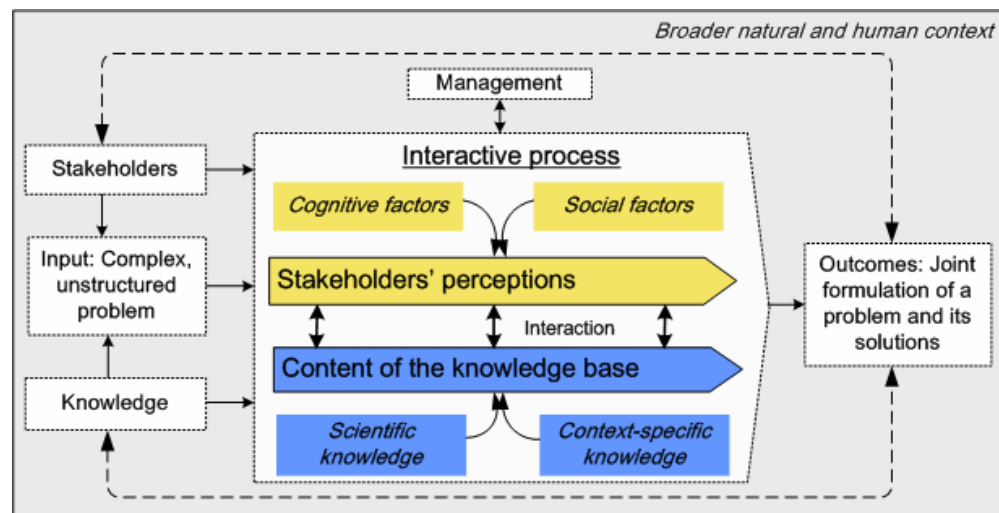 Broader natural and human context
Management
Stakeholders
Interactive process
Cognitive factors
Social factors
Input: Complex,
unstructured
problem
Stakeholders' perceptions
Outcomes: Joint
formulation of a
problem and its
solutions
Interaction
Content of the knowledge base
Knowledge
Scientific
knowledge
Context-specific
knowledge